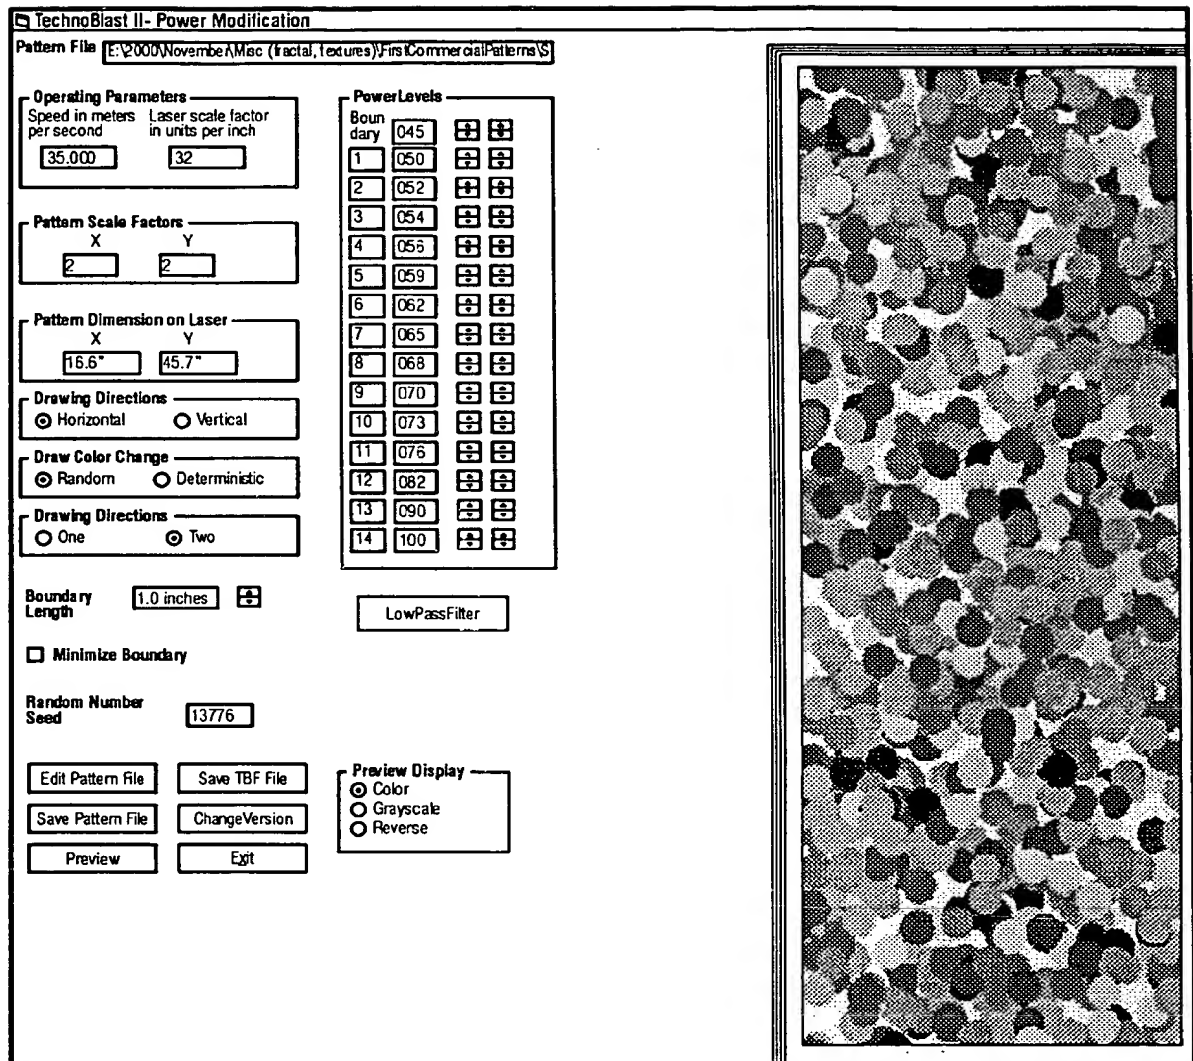 TechnoBlast II- Power Modification
Pattern File E:\2000\November\Misc (fractal, textures)\FirstCommercialPatterns\S
Operating Parameters
Speed in meters per second
Laser scale factor in units per inch
35.000 32
Pattern Scale Factors
X Y
2 2
Pattern Dimension on Laser
X Y
16.6" 45.7"
Drawing Directions
Horizontal Vertical
Draw Color Change
Random Deterministic
Drawing Directions
One Two
Boundary Length 1.0 inches
Minimize Boundary
Random Number Seed 13776
Edit Pattern File Save TBF File
Save Pattern File ChangeVersion
Preview Exit
PowerLevels
Boun dary 045
1 050
2 052
3 054
4 056
5 059
6 062
7 065
8 068
9 070
10 073
11 076
12 082
13 090
14 100
LowPassFilter
Preview Display
Color
Grayscale
Reverse